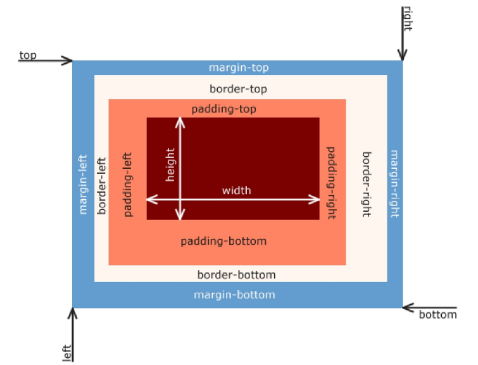 right
top
margin-top
border-top
padding-top
margin-left
border-left
padding-left
height
width
padding-right
border-right
margin-right
padding-bottom
border-bottom
margin-bottom
bottom
left